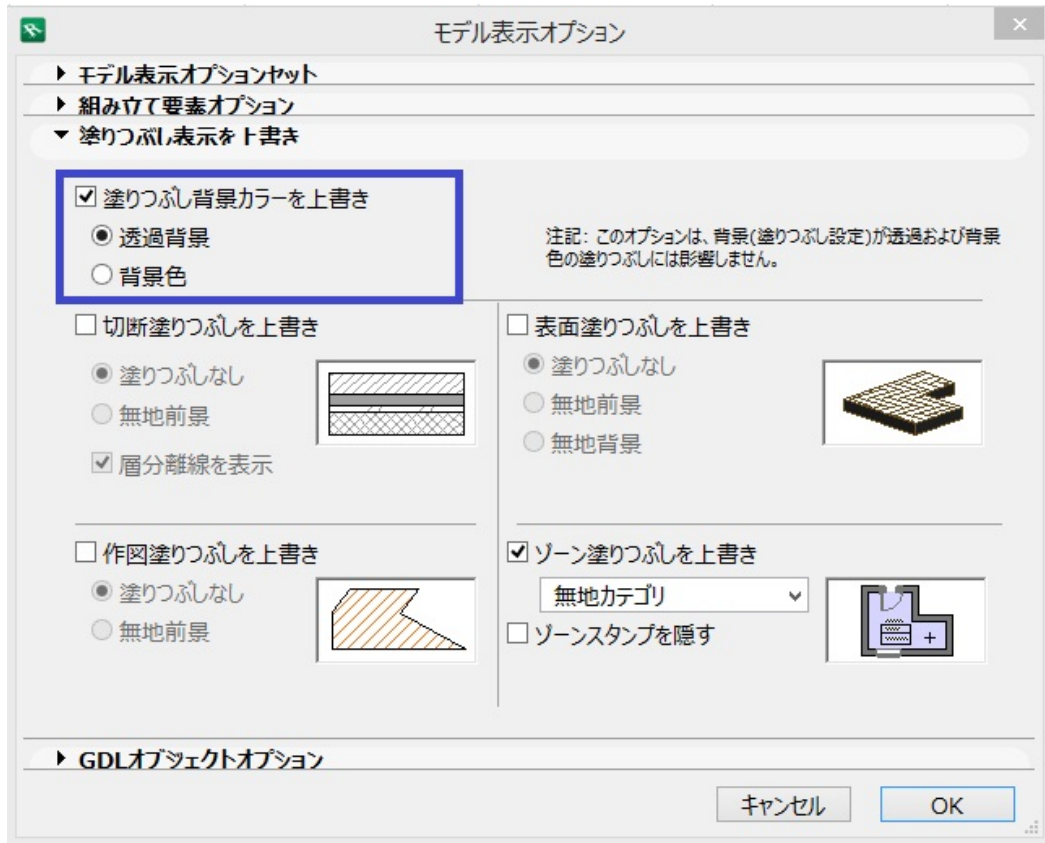 モデル表示オプション
モデル表示オプションセット
組み立て要素オプション
塗りつぶし表示を上書き
塗りつぶし背景カラーを上書き
透過背景
背景色
注記: このオプションは、背景(塗りつぶし設定)が透過および背景
色の塗りつぶしには影響しません。
切断塗りつぶしを上書き
塗りつぶしなし
無地前景
層分離線を表示
表面塗りつぶしを上書き
塗りつぶしなし
無地前景
無地背景
作図塗りつぶしを上書き
塗りつぶしなし
無地前景
ゾーン塗りつぶしを上書き
無地カテゴリ
ゾーンスタンプを隠す
GDLオブジェクトオプション
キャンセル
OK